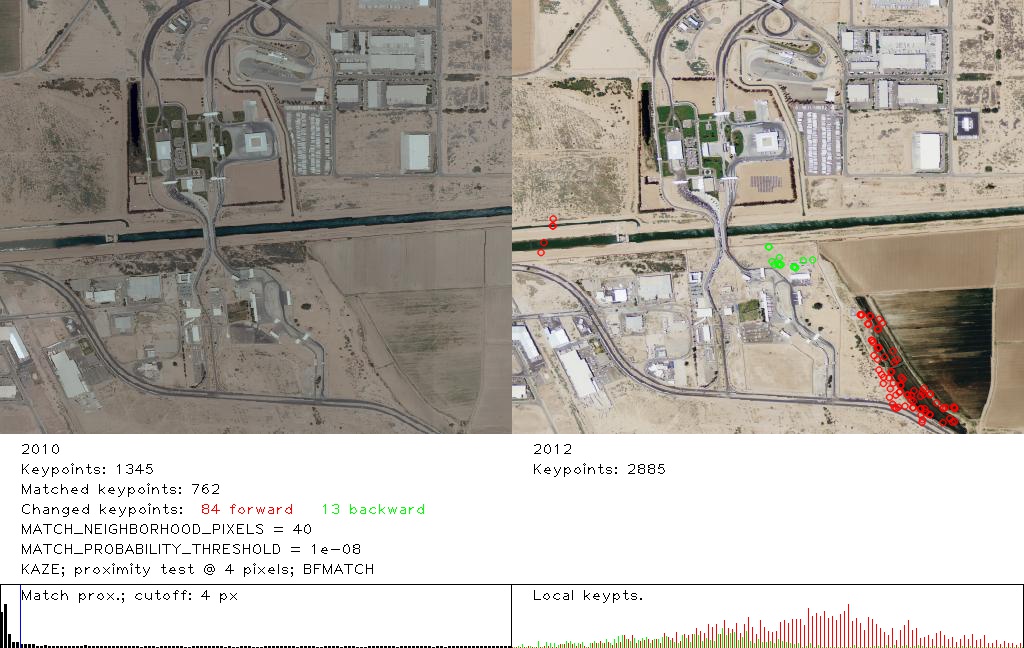 2010
Keypoints: 1345
Matched keypoints: 762
Changed keypoints: 84 forward 13 backward
MATCH_NEIGHBORHOOD_PIXELS = 40
MATCH_PROBABILITY_THRESHOLD = 1e-08
KAZE; proximity test @ 4 pixels; BFMATCH
2012
Keypoints: 2885
Match prox.; cutoff: 4 px
Local keypts.